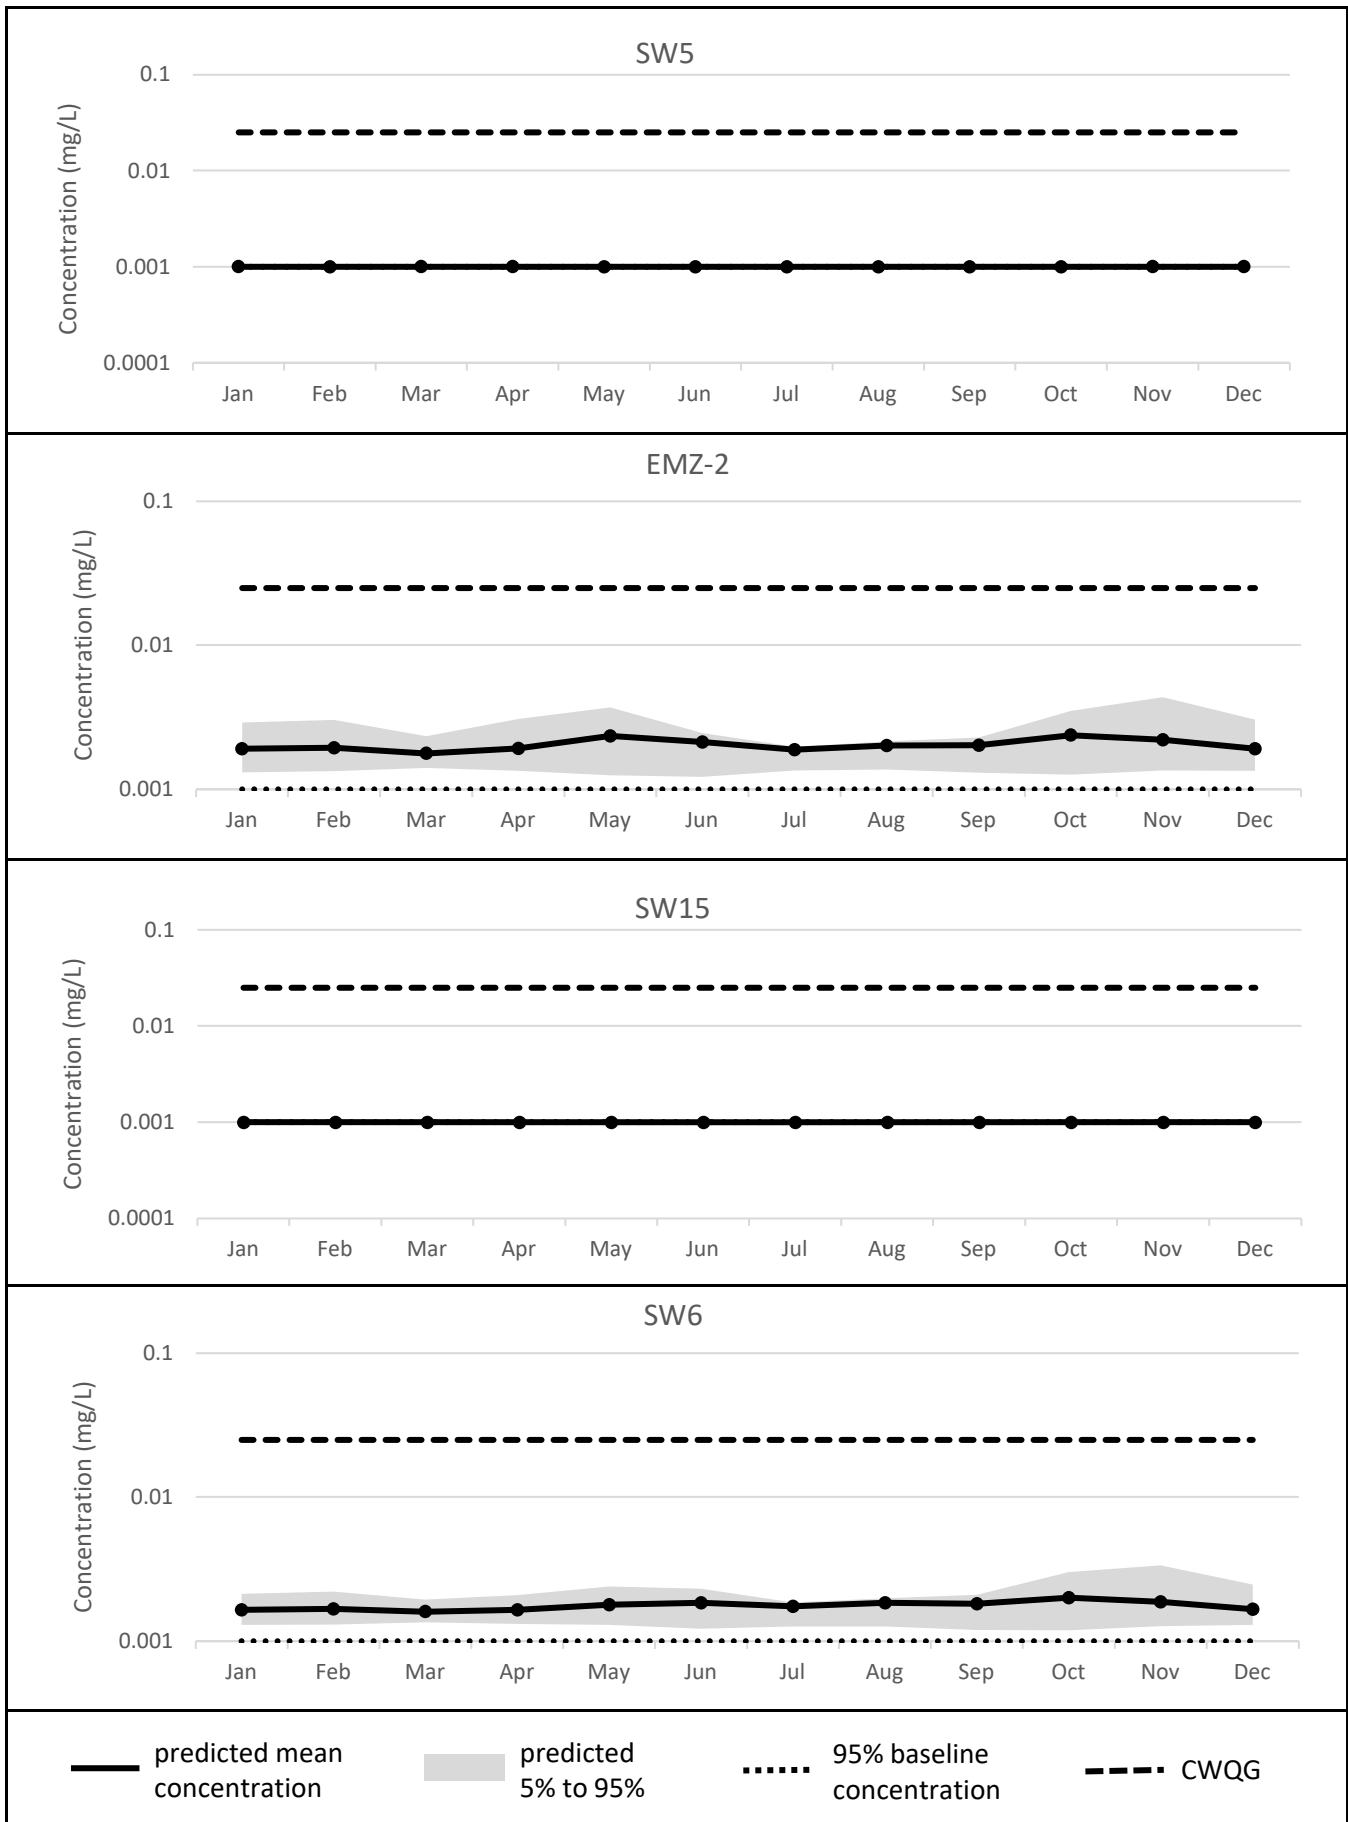 SW5
Concentration (mg/L)
0.1
0.01
0.001
0.0001
Jan Feb Mar Apr May Jun Jul Aug Sep Oct Nov Dec
EMZ-2
Concentration (mg/L)
0.1
0.01
0.001
Jan Feb Mar Apr May Jun Jul Aug Sep Oct Nov Dec
SW15
Concentration (mg/L)
0.1
0.01
0.001
0.0001
Jan Feb Mar Apr May Jun Jul Aug Sep Oct Nov Dec
SW6
Concentration (mg/L)
0.1
0.01
0.001
Jan Feb Mar Apr May Jun Jul Aug Sep Oct Nov Dec
predicted mean
concentration
predicted
5% to 95%
95% baseline
concentration
CWQG